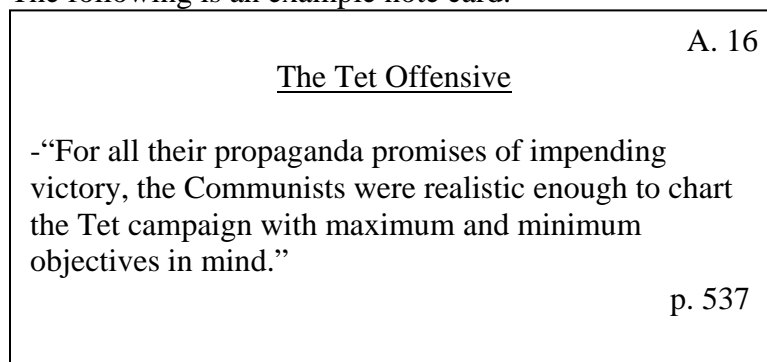 The following is an example note card.
A. 16
The Tet Offensive
-“For all their propaganda promises of impending
victory, the Communists were realistic enough to chart
the Tet campaign with maximum and minimum
objectives in mind.”
p. 537